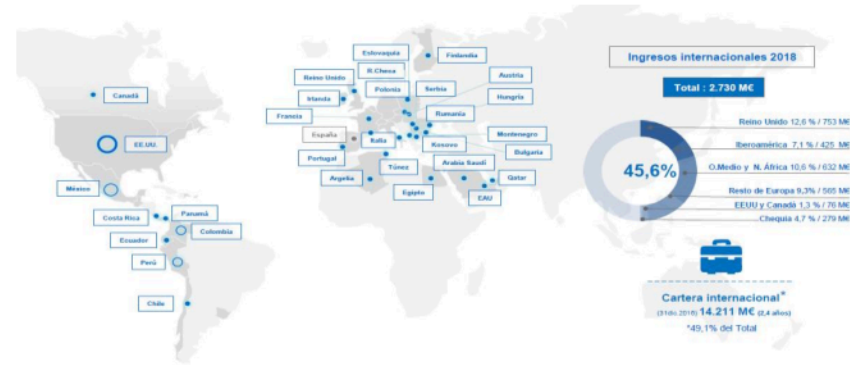 Eslovaquia
Finlandia
R.Checa
Reino Unido
Austria
Polonia
Serbia
Canadá
Irlanda
Hungría
Francia
Rumanía
España
Italia
Montenegro
EE.UU.
Kosovo
Bulgaria
Portugal
Túnez
Arabia Saudí
México
Argelia
Qatar
Egipto
EAU
Costa Rica
Panamá
Colombia
Ecuador
Perú
Chile
Ingresos internacionales 2018
Total : 2.730 M€
45,6%
Reino Unido 12,6 % / 753 M€
Iberoamérica 7,1 % / 425 M€
O.Medio y N. África 10,6 % / 632 M€
Resto de Europa 9,3% / 565 M€
EEUU y Canadá 1,3 % / 76 M€
Chequia 4,7 % / 279 M€
Cartera internacional*
(31dic.2018) 14.211 M€ (2,4 años)
*49,1% del Total